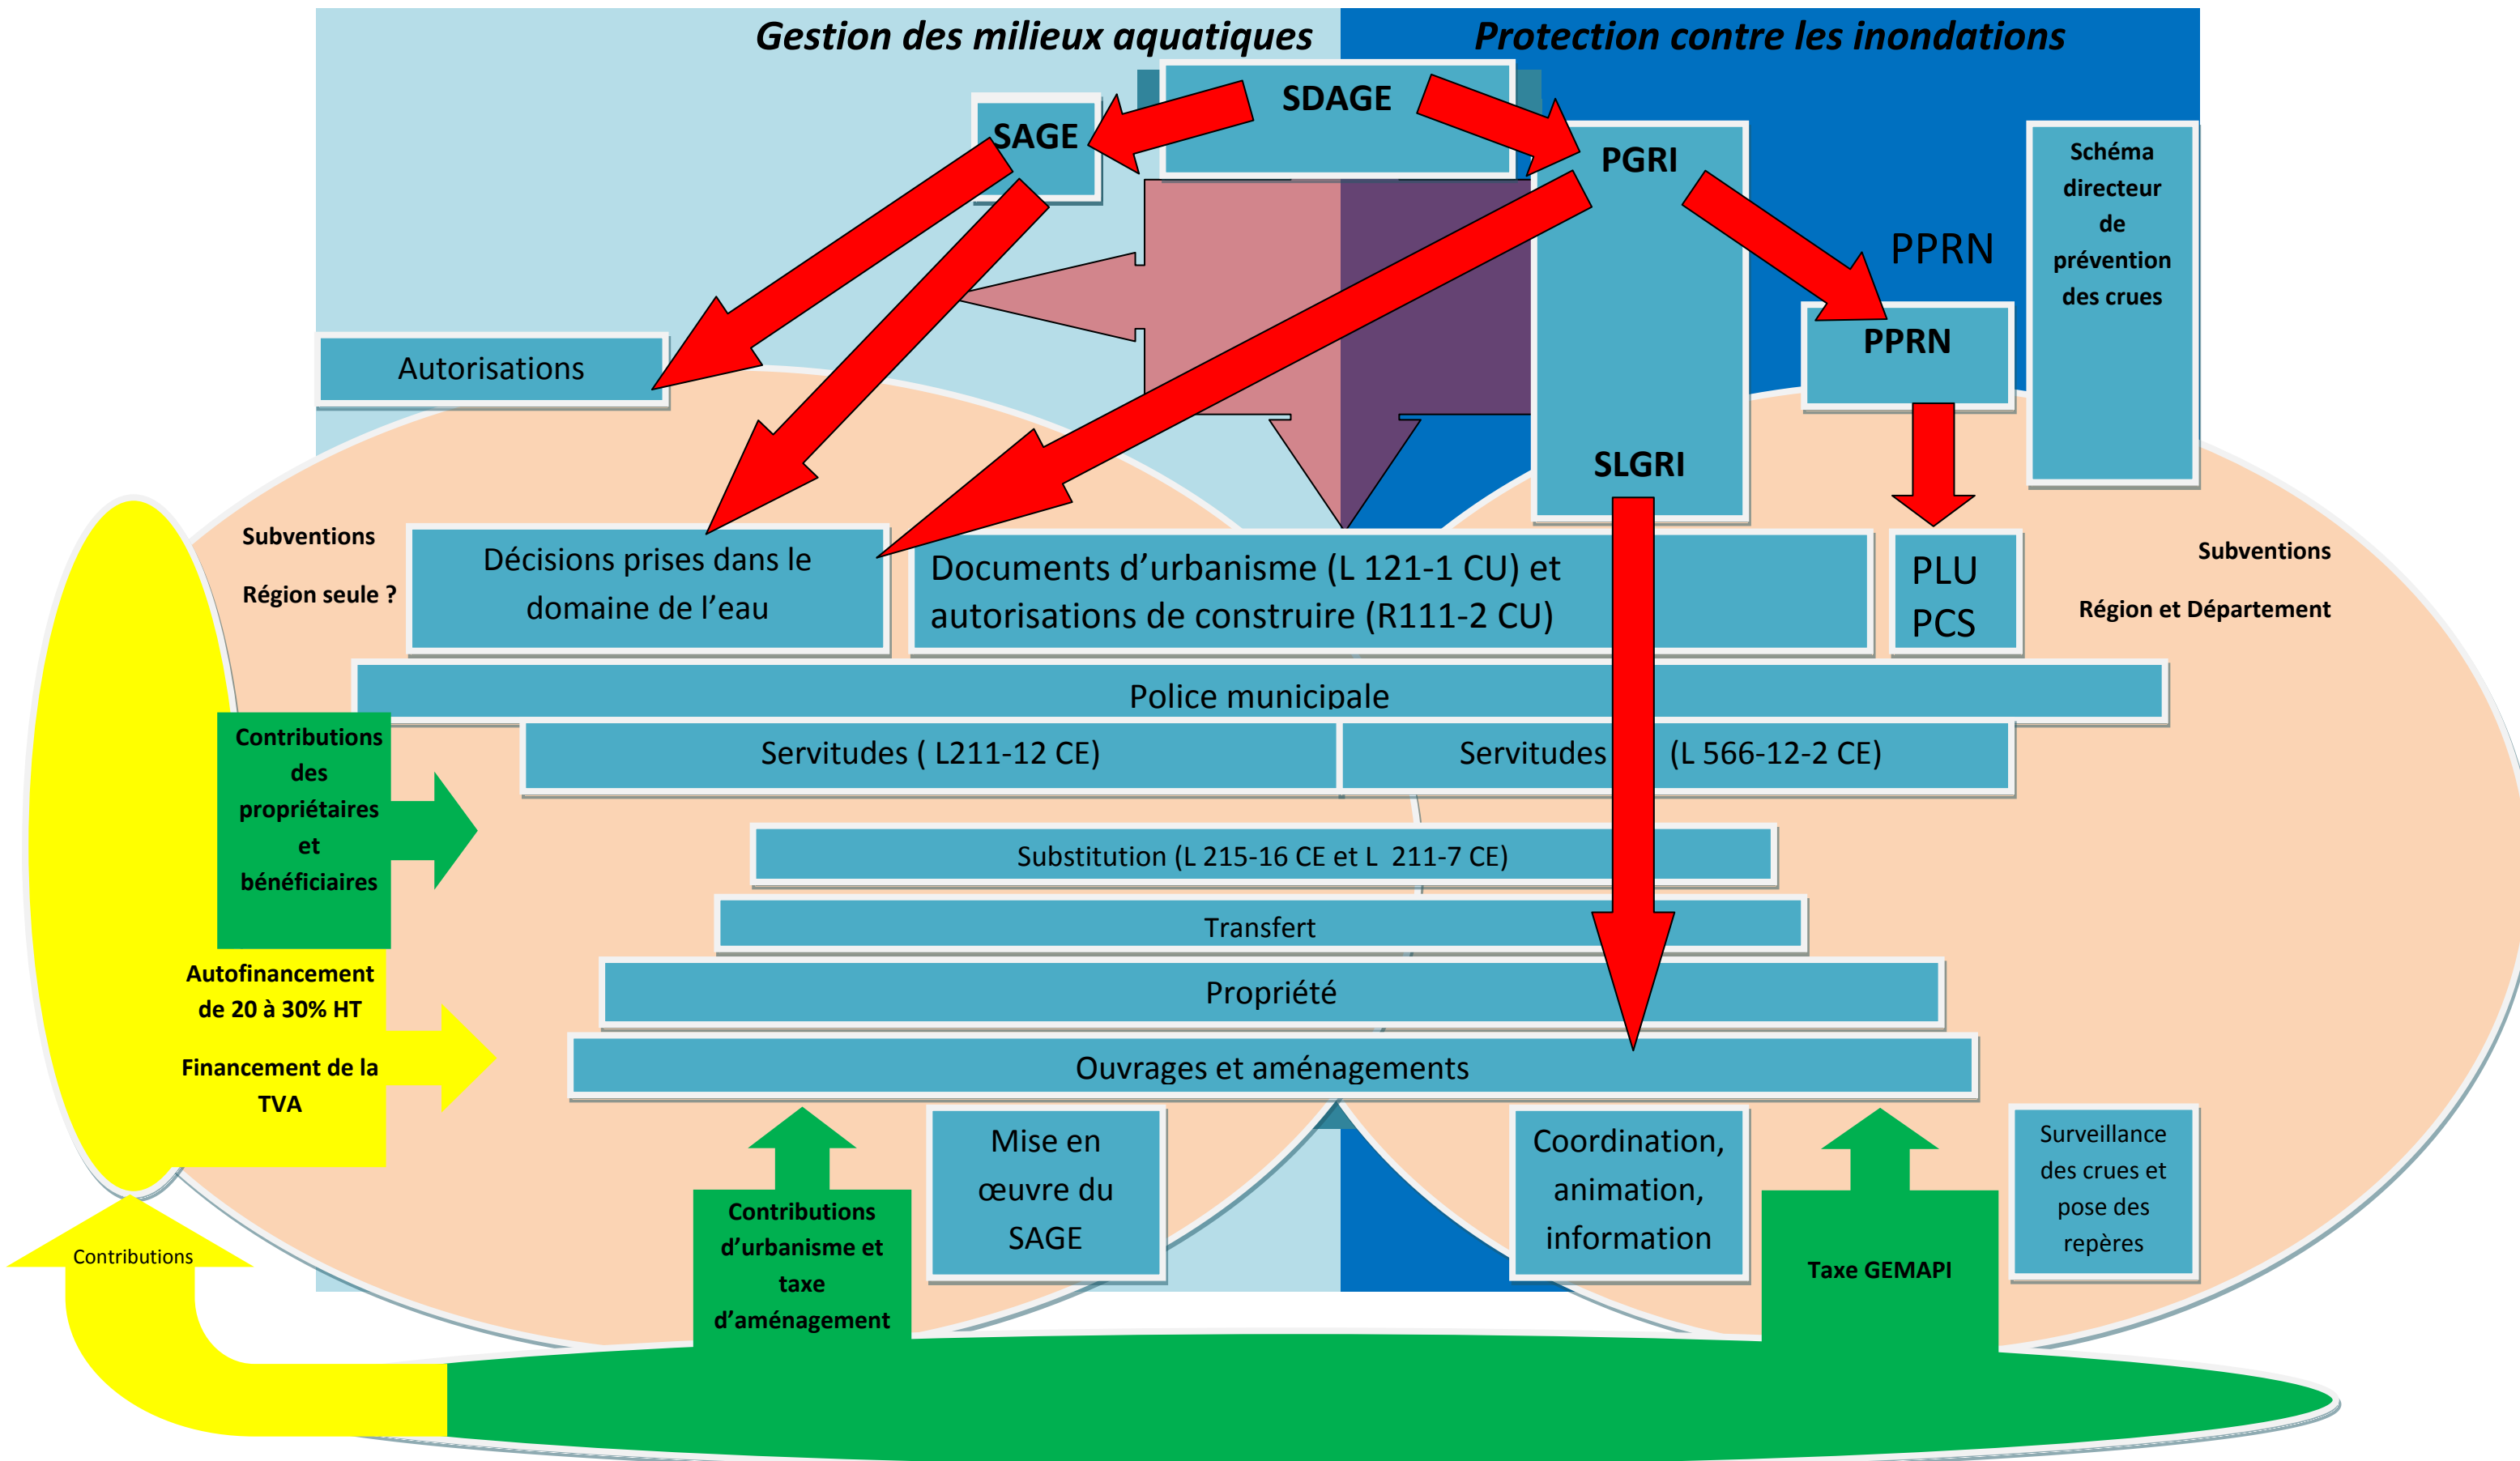 Gestion des milieux aquatiques
Protection contre les inondations
SDAGE
SAGE
PGRI
Schéma
directeur
de
prévention
des crues
PPRN
PPRN
Autorisations
SLGRI
Subventions
Région seule ?
Décisions prises dans le
domaine de l’eau
Documents d’urbanisme (L 121-1 CU) et
autorisations de construire (R111-2 CU)
PLU
PCS
Subventions
Région et Département
Police municipale
Servitudes ( L211-12 CE)
Servitudes (L 566-12-2 CE)
Contributions
des
propriétaires
et
bénéficiaires
Substitution (L 215-16 CE et L 211-7 CE)
Transfert
Propriété
Ouvrages et aménagements
Autofinancement
de 20 à 30% HT
Financement de la
TVA
Mise en
œuvre du
SAGE
Coordination,
animation,
information
Surveillance
des crues et
pose des
repères
Contributions
Contributions
d’urbanisme et
taxe
d’aménagement
Taxe GEMAPI